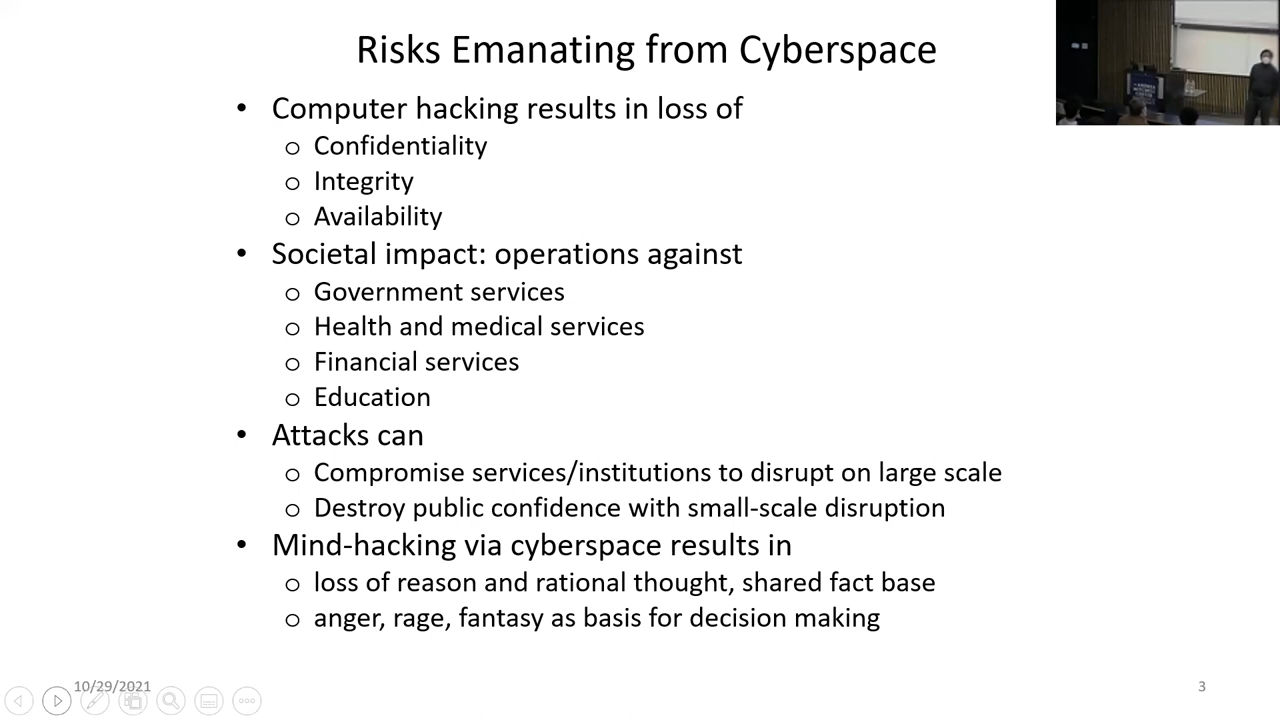 Risks Emanating from Cyberspace
• Computer hacking results in loss of
o Confidentiality
o Integrity
o Availability
• Societal impact: operations against
o Government services
o Health and medical services
o Financial services
o Education
• Attacks can
o Compromise services/institutions to disrupt on large scale
o Destroy public confidence with small-scale disruption
• Mind-hacking via cyberspace results in
o loss of reason and rational thought, shared fact base
o anger, rage, fantasy as basis for decision making
10/29/2021
3